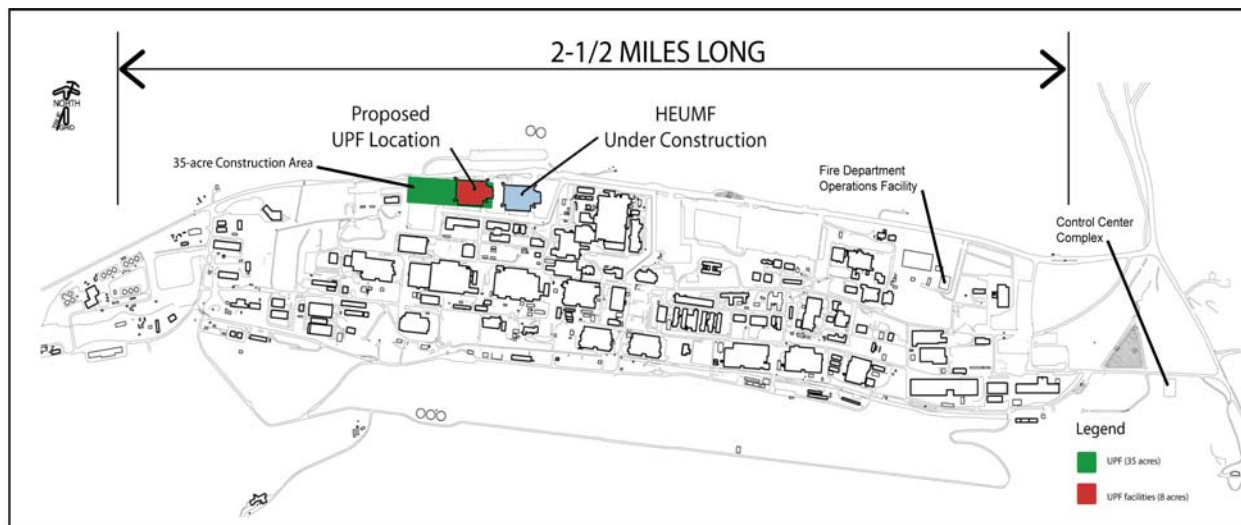 2-1/2 MILES LONG
NORTH
Proposed
UPF Location
HEUMF
Under Construction
35-acre Construction Area
Fire Department
Operations Facility
Control Center
Complex
Legend
UPF (35 acres)
UPF facilities (8 acres)